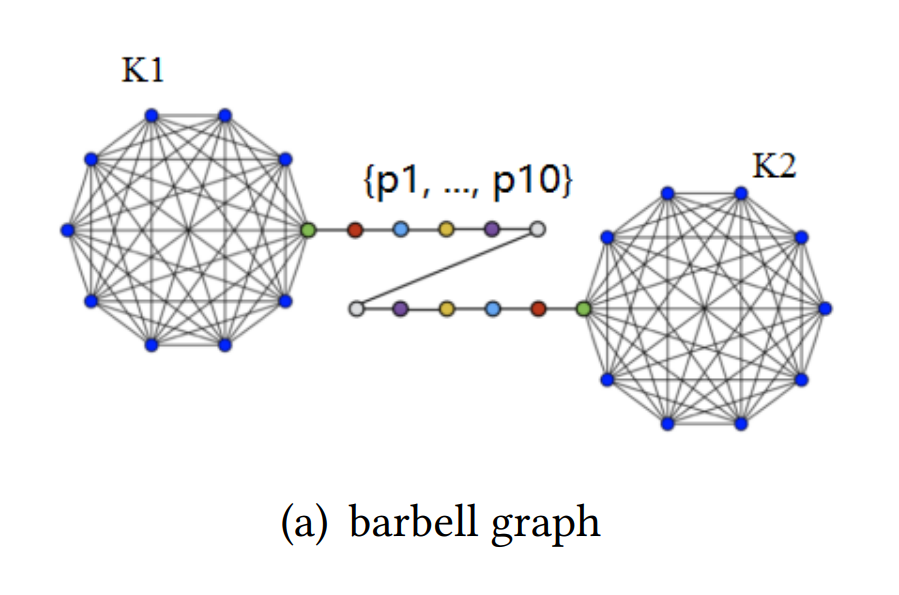 K1
{p1, ..., p10}
K2
(a) barbell graph